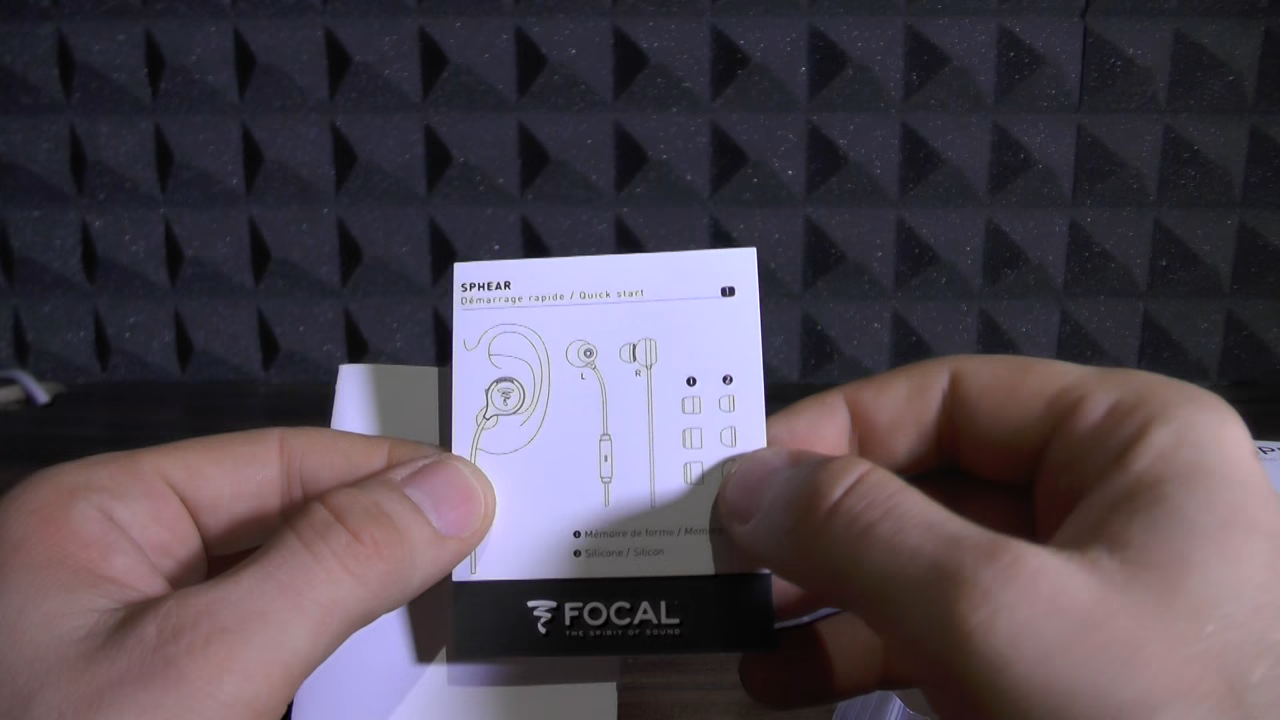 SPHEAR
Démarrage rapide / Quick start
1
L
R
1 2
1 Mémoire de forme /
2 Silicone / Silicon
FOCAL
THE SPIRIT OF SOUND